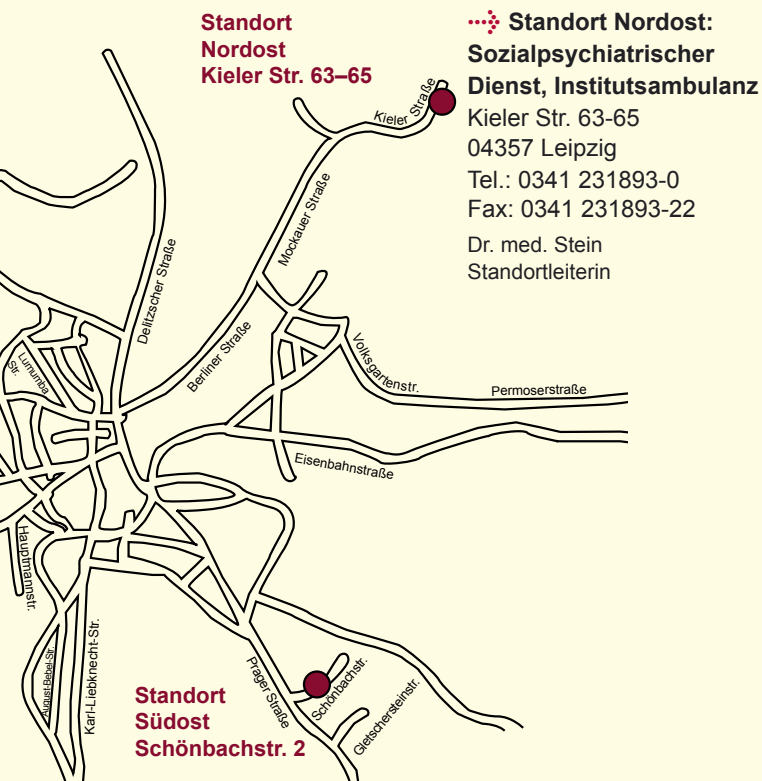 Standort
Nordost
Kieler Str. 63–65
Standort Nordost:
Sozialpsychiatrischer
Dienst, Institutsambulanz
Kieler Str. 63-65
04357 Leipzig
Tel.: 0341 231893-0
Fax: 0341 231893-22
Dr. med. Stein
Standortleiterin
Kieler Straße
Mockauer Straße
Delitzscher Straße
Berliner Straße
Volksgartenstr.
Permoserstraße
Lumumba
Str.
Eisenbahnstraße
Hauptmannstr.
August-Bebel-Str.
Karl-Liebknecht-Str.
Prager Straße
Schönbachstr.
Gletschersteinstr.
Standort
Südost
Schönbachstr. 2